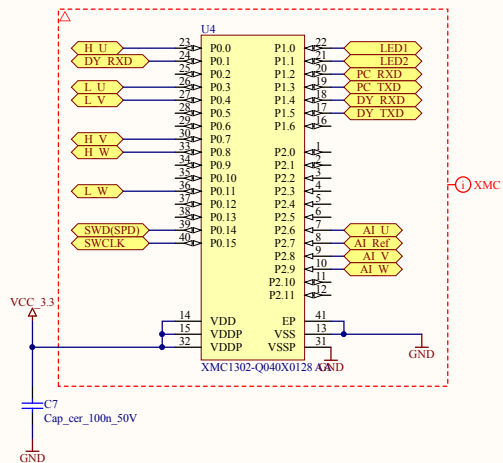 U4
H_U 23 P0.0 P1.0 22 LED1
DY_RXD 24 P0.1 P1.1 21 LED2
25 P0.2 P1.2 20 PC_RXD
L_U 26 P0.3 P1.3 19 PC_TXD
L_V 27 P0.4 P1.4 18 DY_RXD
28 P0.5 P1.5 17 DY_TXD
29 P0.6 P1.6 16
H_V 30 P0.7
H_W 33 P0.8 P2.0 1
34 P0.9 P2.1 2
35 P0.10 P2.2 3
L_W 36 P0.11 P2.3 4
37 P0.12 P2.4 5
38 P0.13 P2.5 6
SWD(SPD) 39 P0.14 P2.6 7 AI_U
SWCLK 40 P0.15 P2.7 8 AI_Ref
P2.8 9 AI_V
P2.9 10 AI_W
P2.10 11
P2.11 12
i XMC
VCC_3.3
14 VDD EP 41
15 VDDP VSS 13
32 VDDP VSSP 31
GND
GND
XMC1302-Q040X0128 AA
C7
Cap_cer_100n_50V
GND